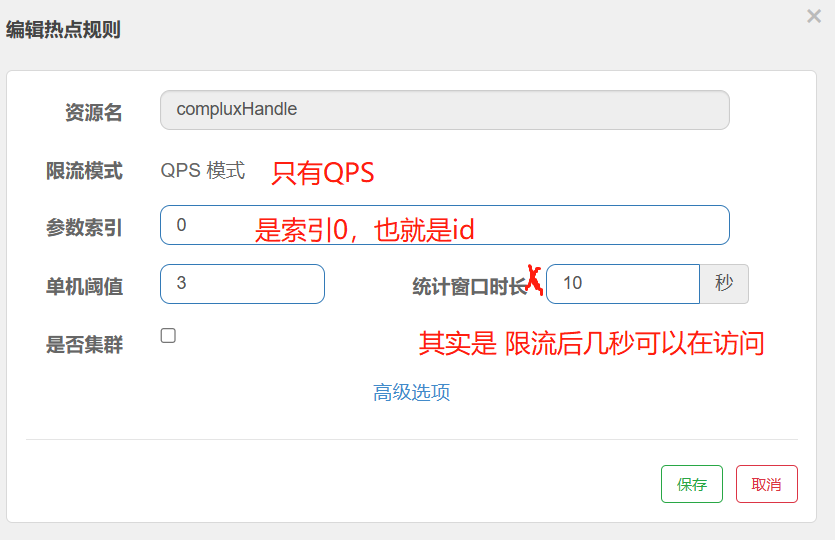 编辑热点规则
×
资源名 compluxHandle
限流模式 QPS 模式 只有QPS
参数索引 0 是索引0，也就是id
单机阈值 3 统计窗口时长 x 10 秒
是否集群 其实是 限流后几秒可以在访问
高级选项
保存 取消